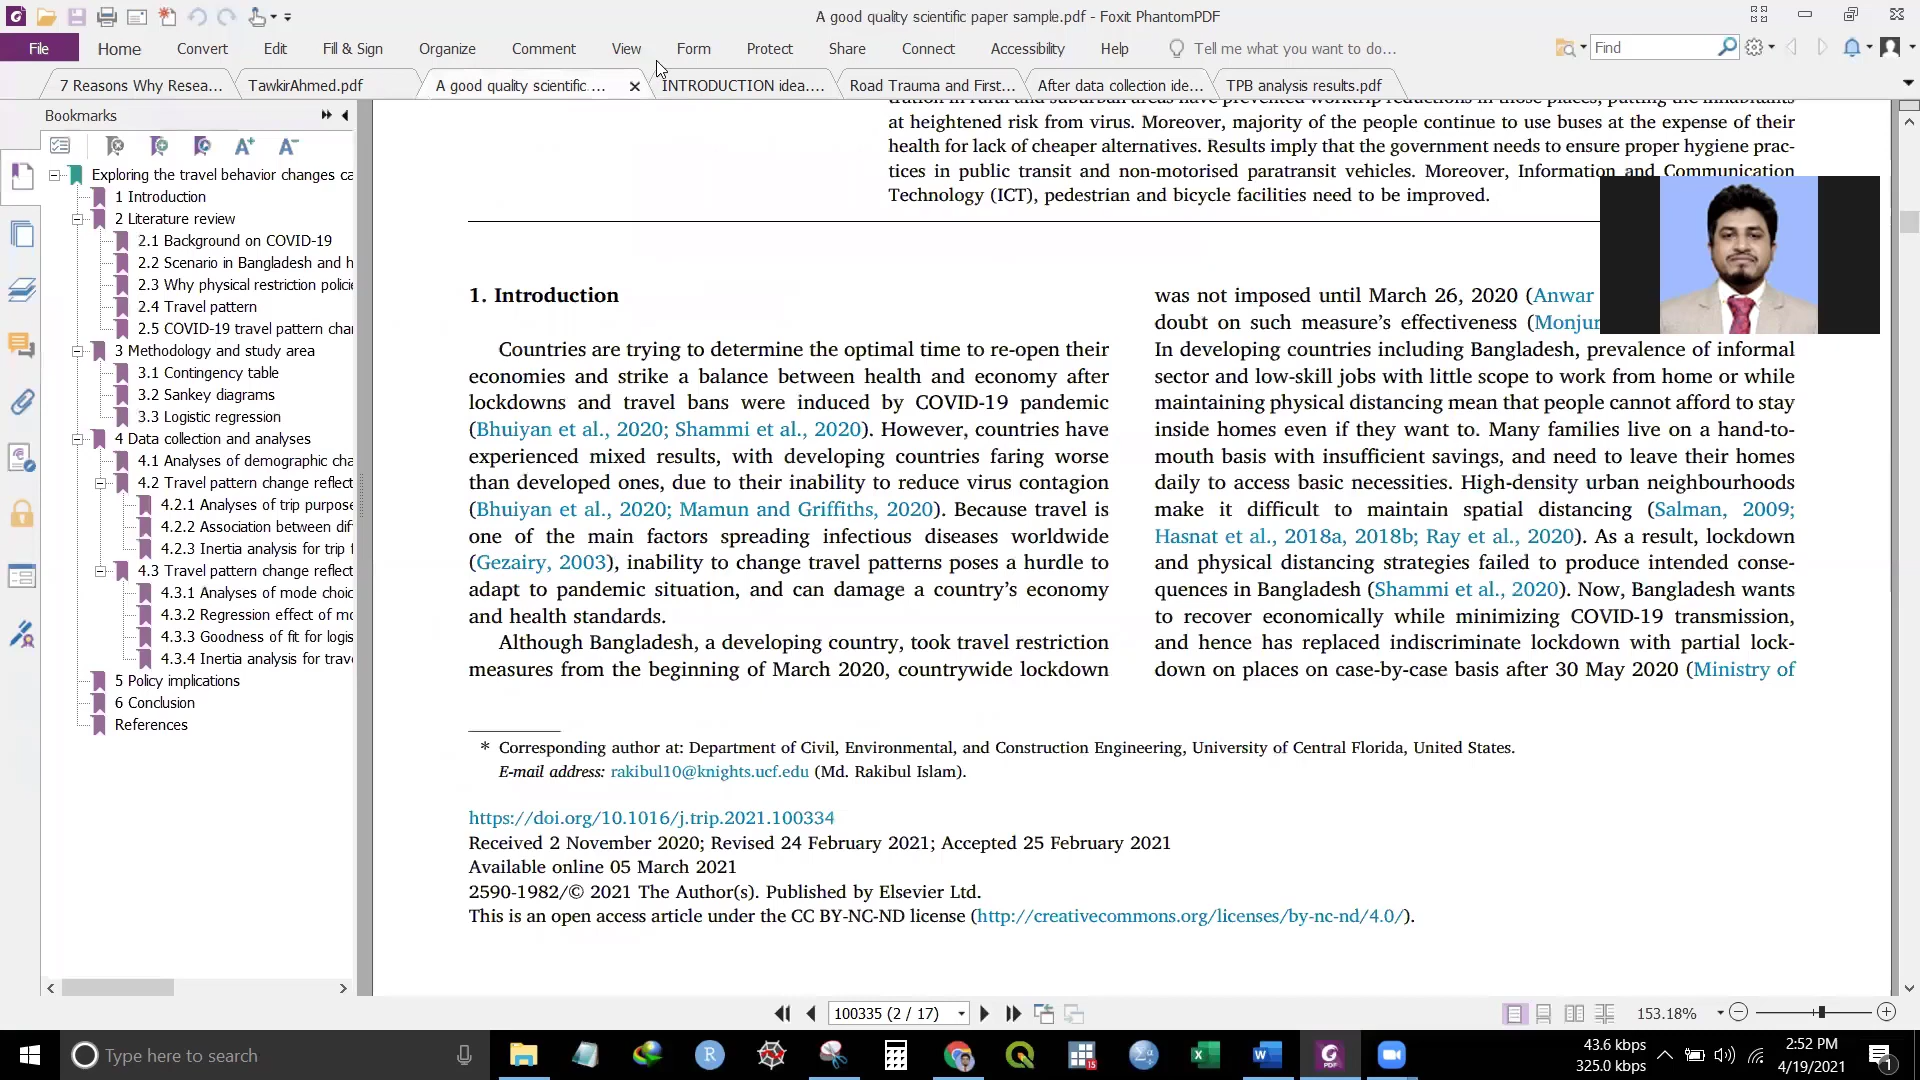 A good quality scientific paper sample.pdf - Foxit PhantomPDF
File
Home
Convert
Edit
Fill & Sign
Organize
Comment
View
Form
Protect
Share
Connect
Accessibility
Help
Tell me what you want to do...
Find
7 Reasons Why Resea...
TawkirAhmed.pdf
A good quality scientific....
INTRODUCTION idea....
Road Trauma and First...
After data collection ide...
TPB analysis results.pdf
Bookmarks
Exploring the travel behavior changes ca
1 Introduction
2 Literature review
2.1 Background on COVID-19
2.2 Scenario in Bangladesh and h
2.3 Why physical restriction policie
2.4 Travel pattern
2.5 COVID-19 travel pattern chan
3 Methodology and study area
3.1 Contingency table
3.2 Sankey diagrams
3.3 Logistic regression
4 Data collection and analyses
4.1 Analyses of demographic cha
4.2 Travel pattern change reflect
4.2.1 Analyses of trip purpose
4.2.2 Association between dif
4.2.3 Inertia analysis for trip f
4.3 Travel pattern change reflect
4.3.1 Analyses of mode choic
4.3.2 Regression effect of mo
4.3.3 Goodness of fit for logis
4.3.4 Inertia analysis for trave
5 Policy implications
6 Conclusion
References
tration in rural and suburban areas have prevented worktrip reductions in those places, putting the inhabitants
at heightened risk from virus. Moreover, majority of the people continue to use buses at the expense of their
health for lack of cheaper alternatives. Results imply that the government needs to ensure proper hygiene prac-
tices in public transit and non-motorised paratransit vehicles. Moreover, Information and Communication
Technology (ICT), pedestrian and bicycle facilities need to be improved.
1. Introduction
Countries are trying to determine the optimal time to re-open their
economies and strike a balance between health and economy after
lockdowns and travel bans were induced by COVID-19 pandemic
(Bhuiyan et al., 2020; Shammi et al., 2020). However, countries have
experienced mixed results, with developing countries faring worse
than developed ones, due to their inability to reduce virus contagion
(Bhuiyan et al., 2020; Mamun and Griffiths, 2020). Because travel is
one of the main factors spreading infectious diseases worldwide
(Gezairy, 2003), inability to change travel patterns poses a hurdle to
adapt to pandemic situation, and can damage a country's economy
and health standards.
Although Bangladesh, a developing country, took travel restriction
measures from the beginning of March 2020, countrywide lockdown
was not imposed until March 26, 2020 (Anwar
doubt on such measure's effectiveness (Monjur
In developing countries including Bangladesh, prevalence of informal
sector and low-skill jobs with little scope to work from home or while
maintaining physical distancing mean that people cannot afford to stay
inside homes even if they want to. Many families live on a hand-to-
mouth basis with insufficient savings, and need to leave their homes
daily to access basic necessities. High-density urban neighbourhoods
make it difficult to maintain spatial distancing (Salman, 2009;
Hasnat et al., 2018a, 2018b; Ray et al., 2020). As a result, lockdown
and physical distancing strategies failed to produce intended conse-
quences in Bangladesh (Shammi et al., 2020). Now, Bangladesh wants
to recover economically while minimizing COVID-19 transmission,
and hence has replaced indiscriminate lockdown with partial lock-
down on places on case-by-case basis after 30 May 2020 (Ministry of
* Corresponding author at: Department of Civil, Environmental, and Construction Engineering, University of Central Florida, United States.
E-mail address: rakibul10@knights.ucf.edu (Md. Rakibul Islam).
https://doi.org/10.1016/j.trip.2021.100334
Received 2 November 2020; Revised 24 February 2021; Accepted 25 February 2021
Available online 05 March 2021
2590-1982/© 2021 The Author(s). Published by Elsevier Ltd.
This is an open access article under the CC BY-NC-ND license (http://creativecommons.org/licenses/by-nc-nd/4.0/).
100335 (2 / 17)
153.18%
Type here to search
43.6 kbps
325.0 kbps
2:52 PM
4/19/2021